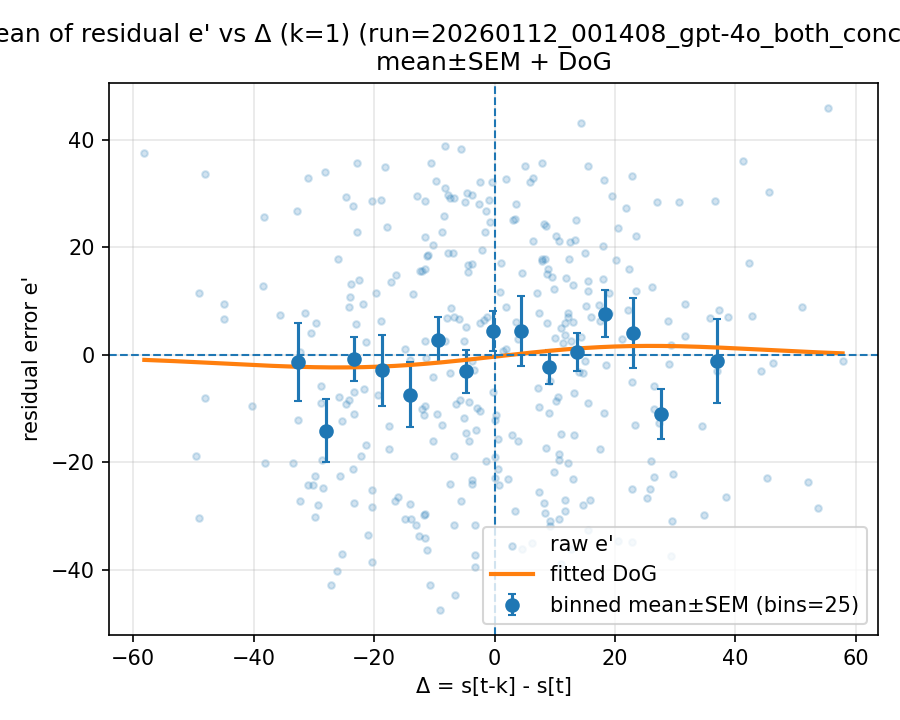 ean of residual e' vs Δ (k=1) (run=20260112_001408_gpt-4o_both_conc
mean±SEM + DoG
residual error e'
40
20
0
−20
−40
raw e'
fitted DoG
binned mean±SEM (bins=25)
−60 −40 −20 0 20 40 60
Δ = s[t-k] - s[t]